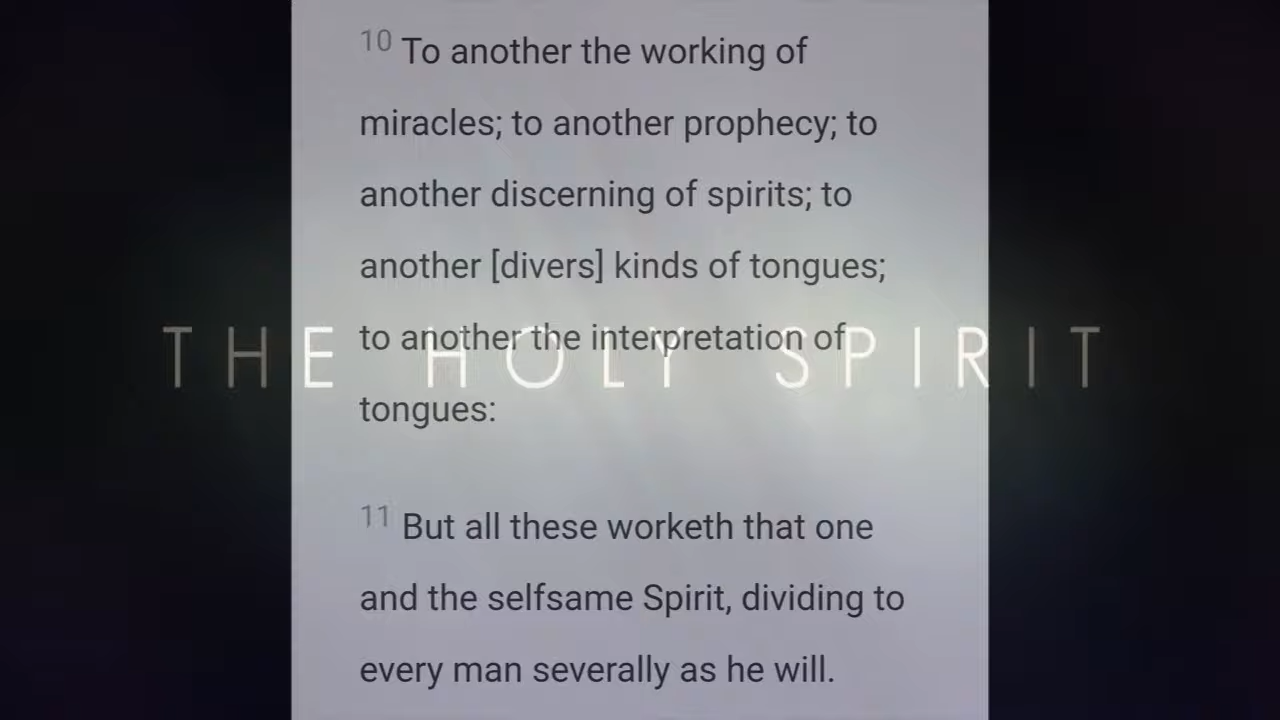 10 To another the working of
miracles; to another prophecy; to
another discerning of spirits; to
another [divers] kinds of tongues;
to another the interpretation of
THE HOLY SPIRIT
tongues:
11 But all these worketh that one
and the selfsame Spirit, dividing to
every man severally as he will.